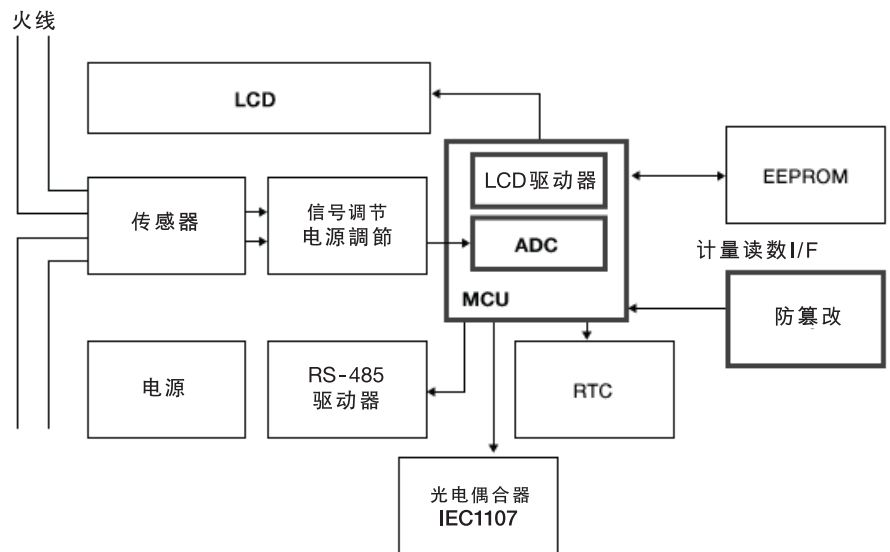 火线
LCD
LCD驱动器
EEPROM
传感器
信号调节
电源調節
ADC
计量读数I/F
MCU
防篡改
电源
RS-485
驱动器
RTC
光电偶合器
IEC1107